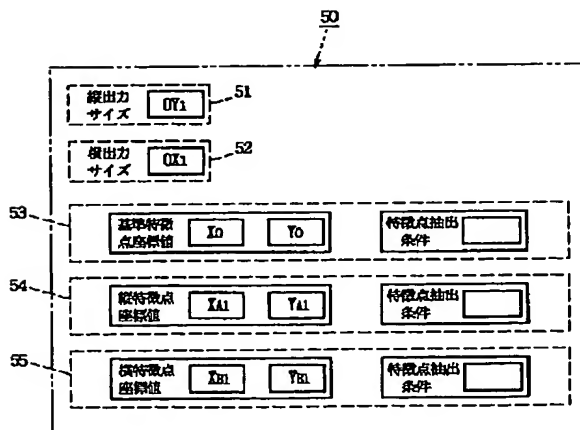 50
縦出力
サイズ OY1 51
横出力
サイズ OX1 52
53 基準特徴
点座標値 X0 Y0 特徴点抽出
条件
54 縦特徴点
座標値 XA1 YA1 特徴点抽出
条件
55 横特徴点
座標値 XB1 YB1 特徴点抽出
条件